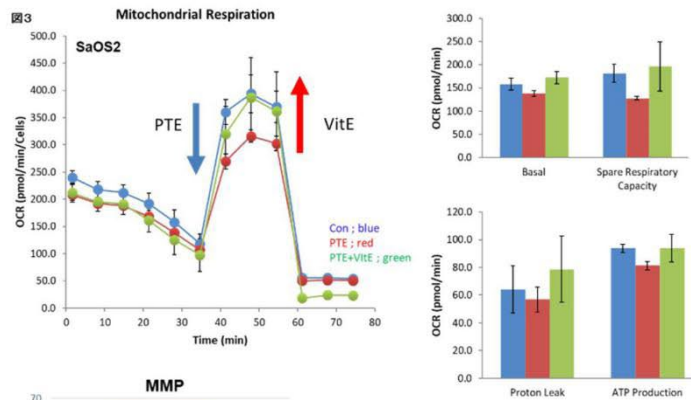 図3
Mitochondrial Respiration
SaOS2
OCR (pmol/min/Cells)
500.0
450.0
400.0
350.0
300.0
250.0
200.0
150.0
100.0
50.0
0.0
PTE
VitE
Con ; blue
PTE ; red
PTE+VitE ; green
0 10 20 30 40 50 60 70 80
Time (min)
OCR (pmol/min)
300.0
250.0
200.0
150.0
100.0
50.0
0.0
Basal
Spare Respiratory
Capacity
OCR (pmol/min)
120.0
100.0
80.0
60.0
40.0
20.0
0.0
Proton Leak
ATP Production
MMP
70